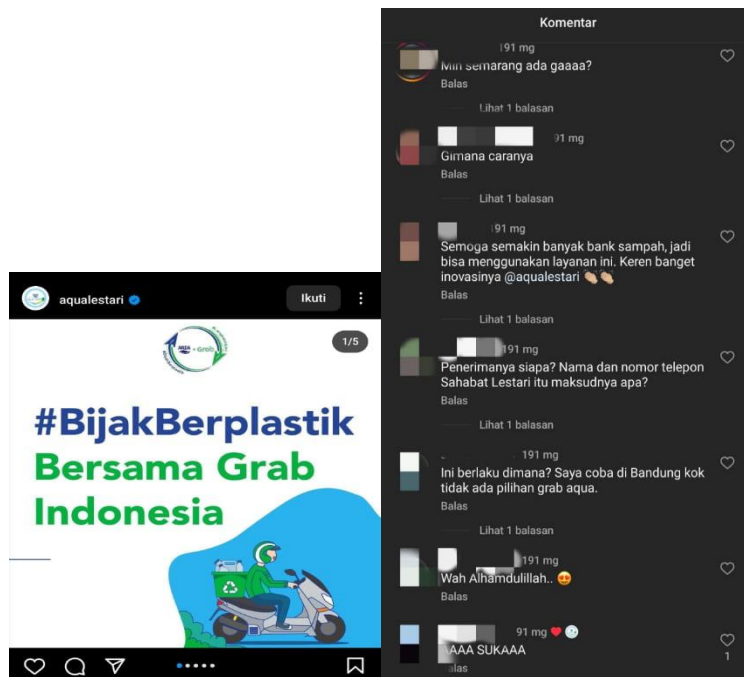 aqualestari
Ikuti
1/5
AQUA
Grab
#BijakBerplastik
Bersama Grab
Indonesia
Komentar
191 mg
Min semarang ada gaaaa?
Balas
Lihat 1 balasan
91 mg
Gimana caranya
Balas
Lihat 1 balasan
191 mg
Semoga semakin banyak bank sampah, jadi
bisa menggunakan layanan ini. Keren banget
inovasinya @aqualestari 👏🏼👏🏼
Balas
Lihat 1 balasan
191 mg
Penerimanya siapa? Nama dan nomor telepon
Sahabat Lestari itu maksudnya apa?
Balas
Lihat 1 balasan
191 mg
Ini berlaku dimana? Saya coba di Bandung kok
tidak ada pilihan grab aqua.
Balas
Lihat 1 balasan
191 mg
Wah Alhamdulillah.. 😍
Balas
91 mg
AAAA SUKAAA
1
alas